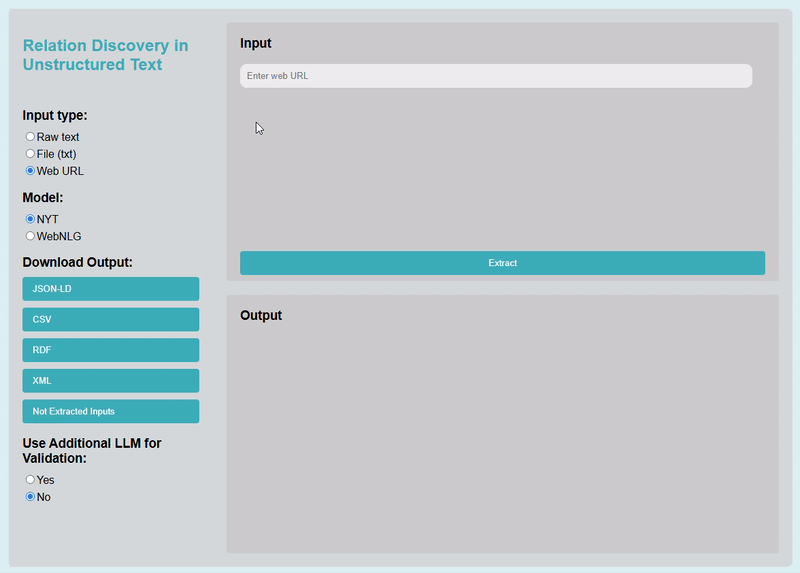 Relation Discovery in
Unstructured Text
Input type:
Raw text
File (txt)
Web URL
Model:
NYT
WebNLG
Download Output:
JSON-LD
CSV
RDF
XML
Not Extracted Inputs
Use Additional LLM for
Validation:
Yes
No
Input
Enter web URL
Extract
Output